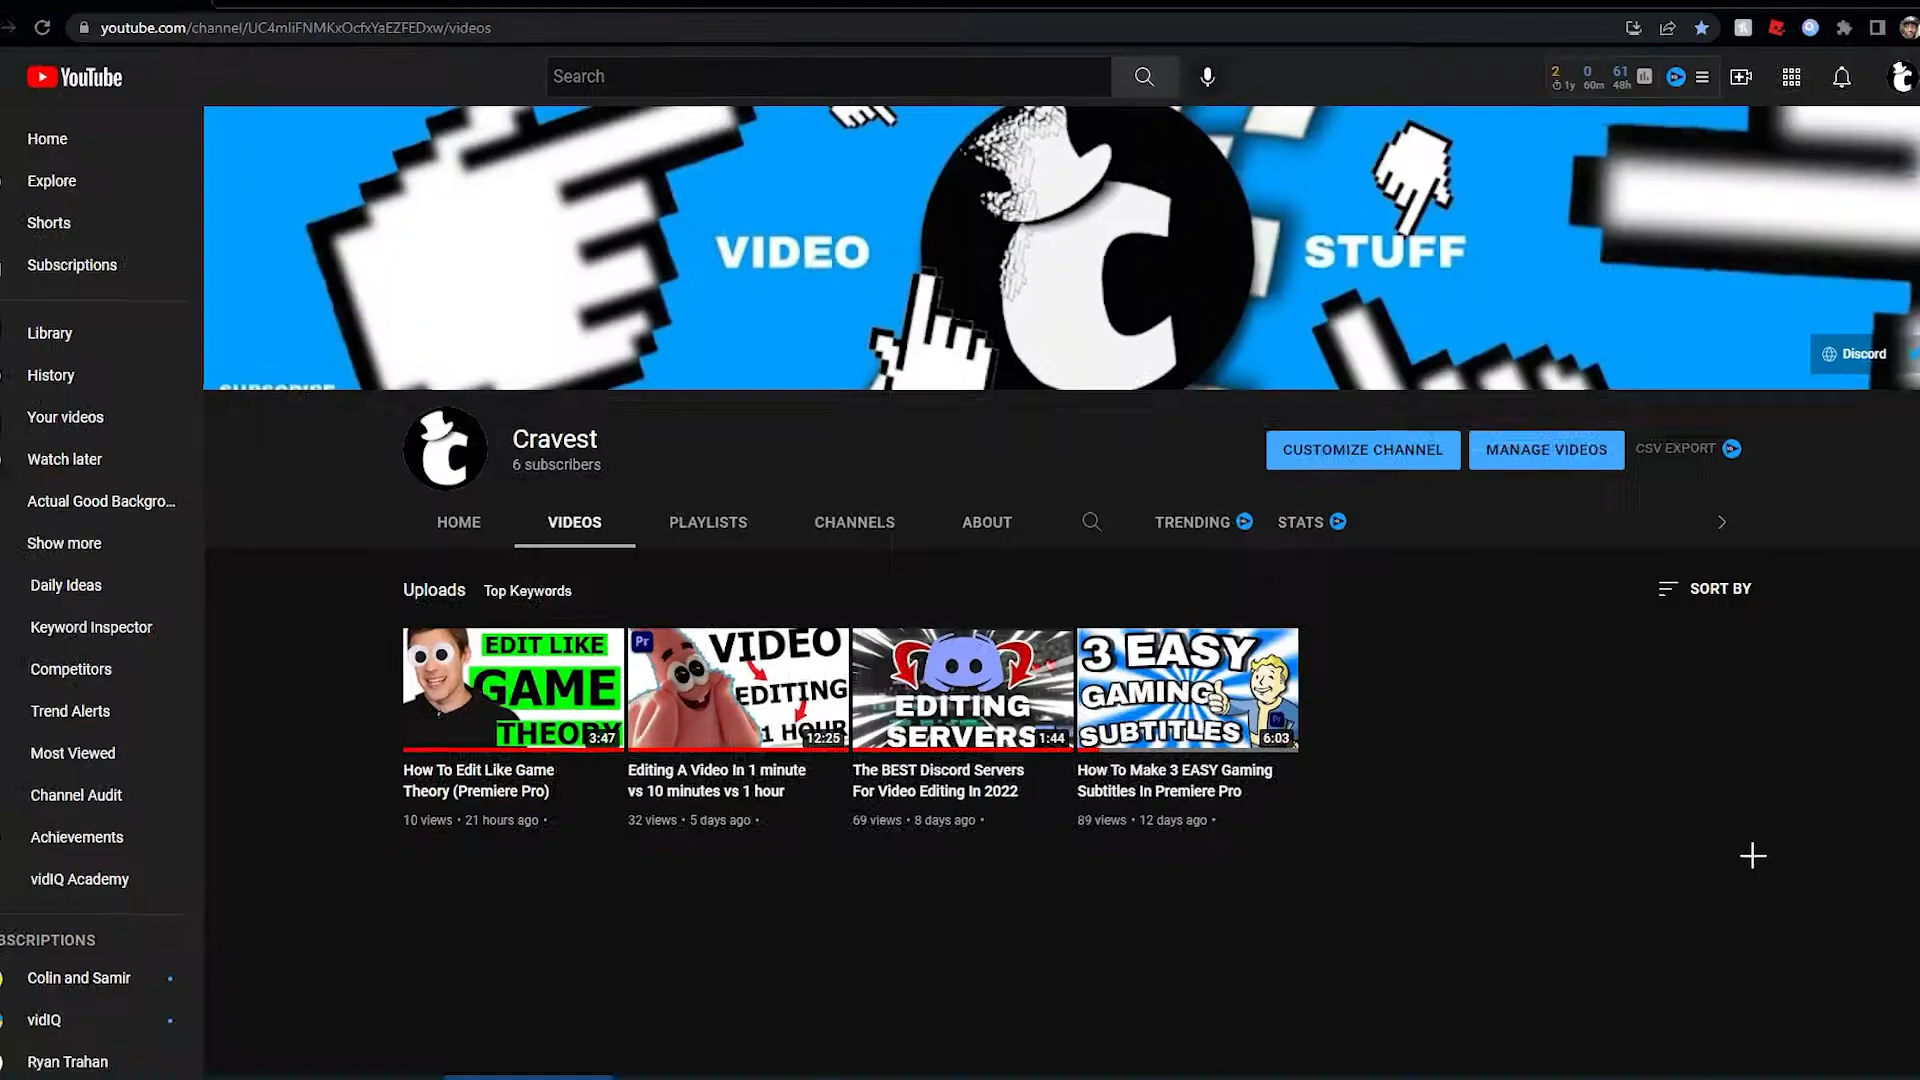 youtube.com/channel/UC4mliFNMKxOcfxYaEZFEDxw/videos
YouTube
Search
2 0 61
1y 60m 48h
Home
Explore
Shorts
Subscriptions
Library
History
Your videos
Watch later
Actual Good Backgro...
Show more
Daily Ideas
Keyword Inspector
Competitors
Trend Alerts
Most Viewed
Channel Audit
Achievements
vidIQ Academy
BSCRIPTIONS
Colin and Samir
vidIQ
Ryan Trahan
VIDEO C STUFF
SUBSCRIBE
Discord
C
Cravest
6 subscribers
CUSTOMIZE CHANNEL
MANAGE VIDEOS
CSV EXPORT
HOME
VIDEOS
PLAYLISTS
CHANNELS
ABOUT
TRENDING
STATS
Uploads
Top Keywords
SORT BY
EDIT LIKE
GAME
THEORY
3:47
How To Edit Like Game
Theory (Premiere Pro)
10 views • 21 hours ago •
Pr
VIDEO
EDITING
1 HOUR
12:25
Editing A Video In 1 minute
vs 10 minutes vs 1 hour
32 views • 5 days ago •
EDITING
SERVERS
1:44
The BEST Discord Servers
For Video Editing In 2022
69 views • 8 days ago •
3 EASY
GAMING
SUBTITLES
Pr
6:03
How To Make 3 EASY Gaming
Subtitles In Premiere Pro
89 views • 12 days ago •